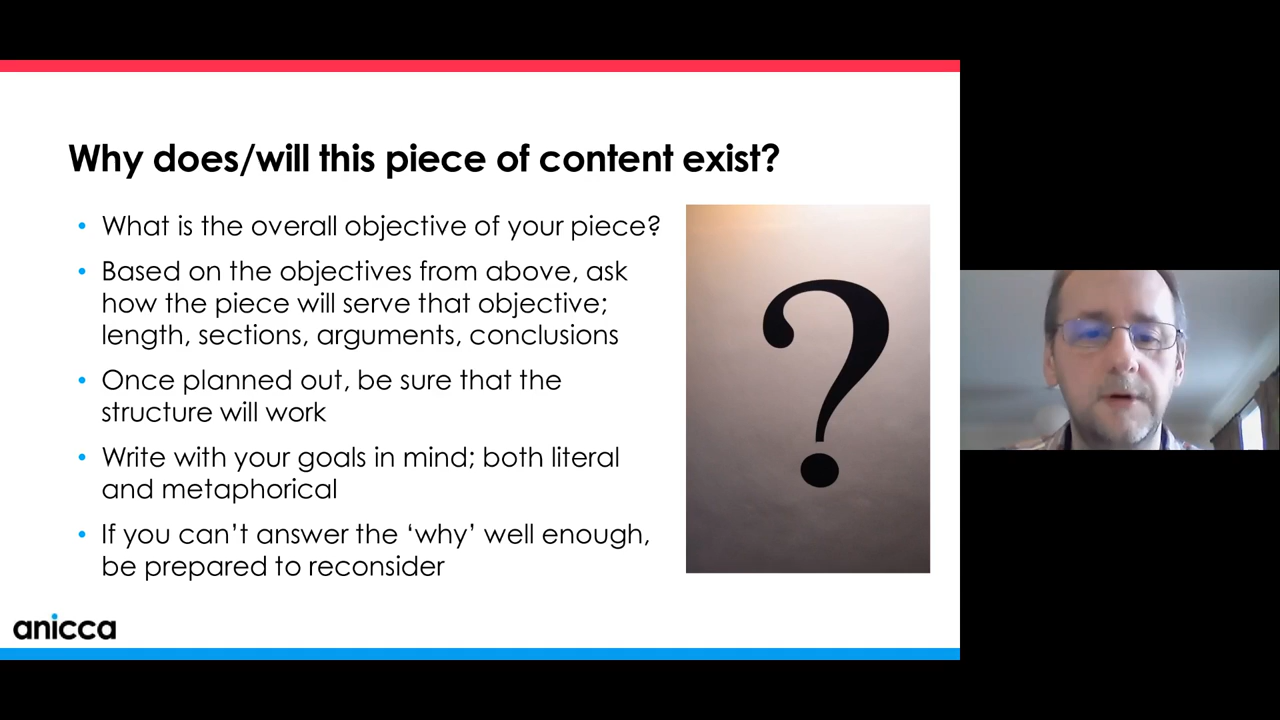 Why does/will this piece of content exist?
• What is the overall objective of your piece?
• Based on the objectives from above, ask
how the piece will serve that objective;
length, sections, arguments, conclusions
• Once planned out, be sure that the
structure will work
• Write with your goals in mind; both literal
and metaphorical
• If you can’t answer the ‘why’ well enough,
be prepared to reconsider
?
anicca